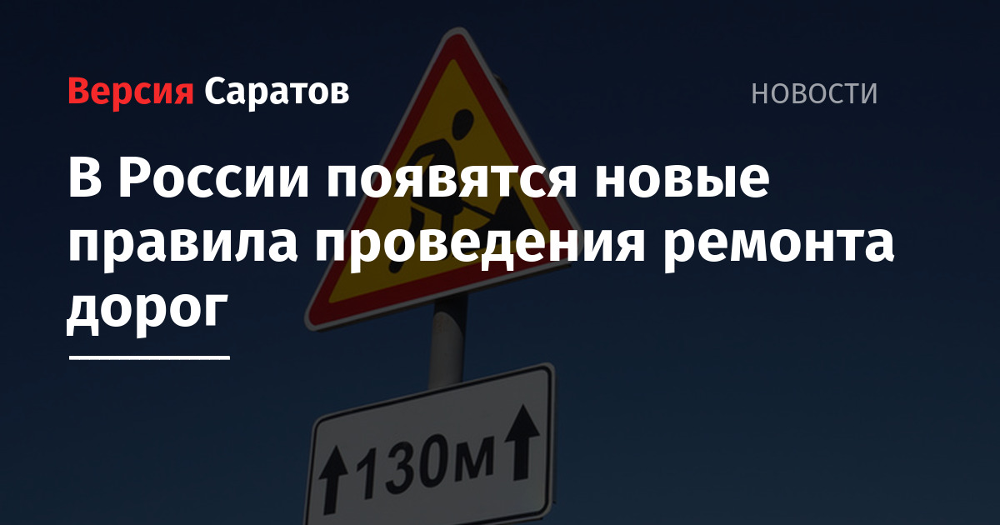 Версия Саратов
НОВОСТИ
В России появятся новые
правила проведения ремонта
дорог
130м